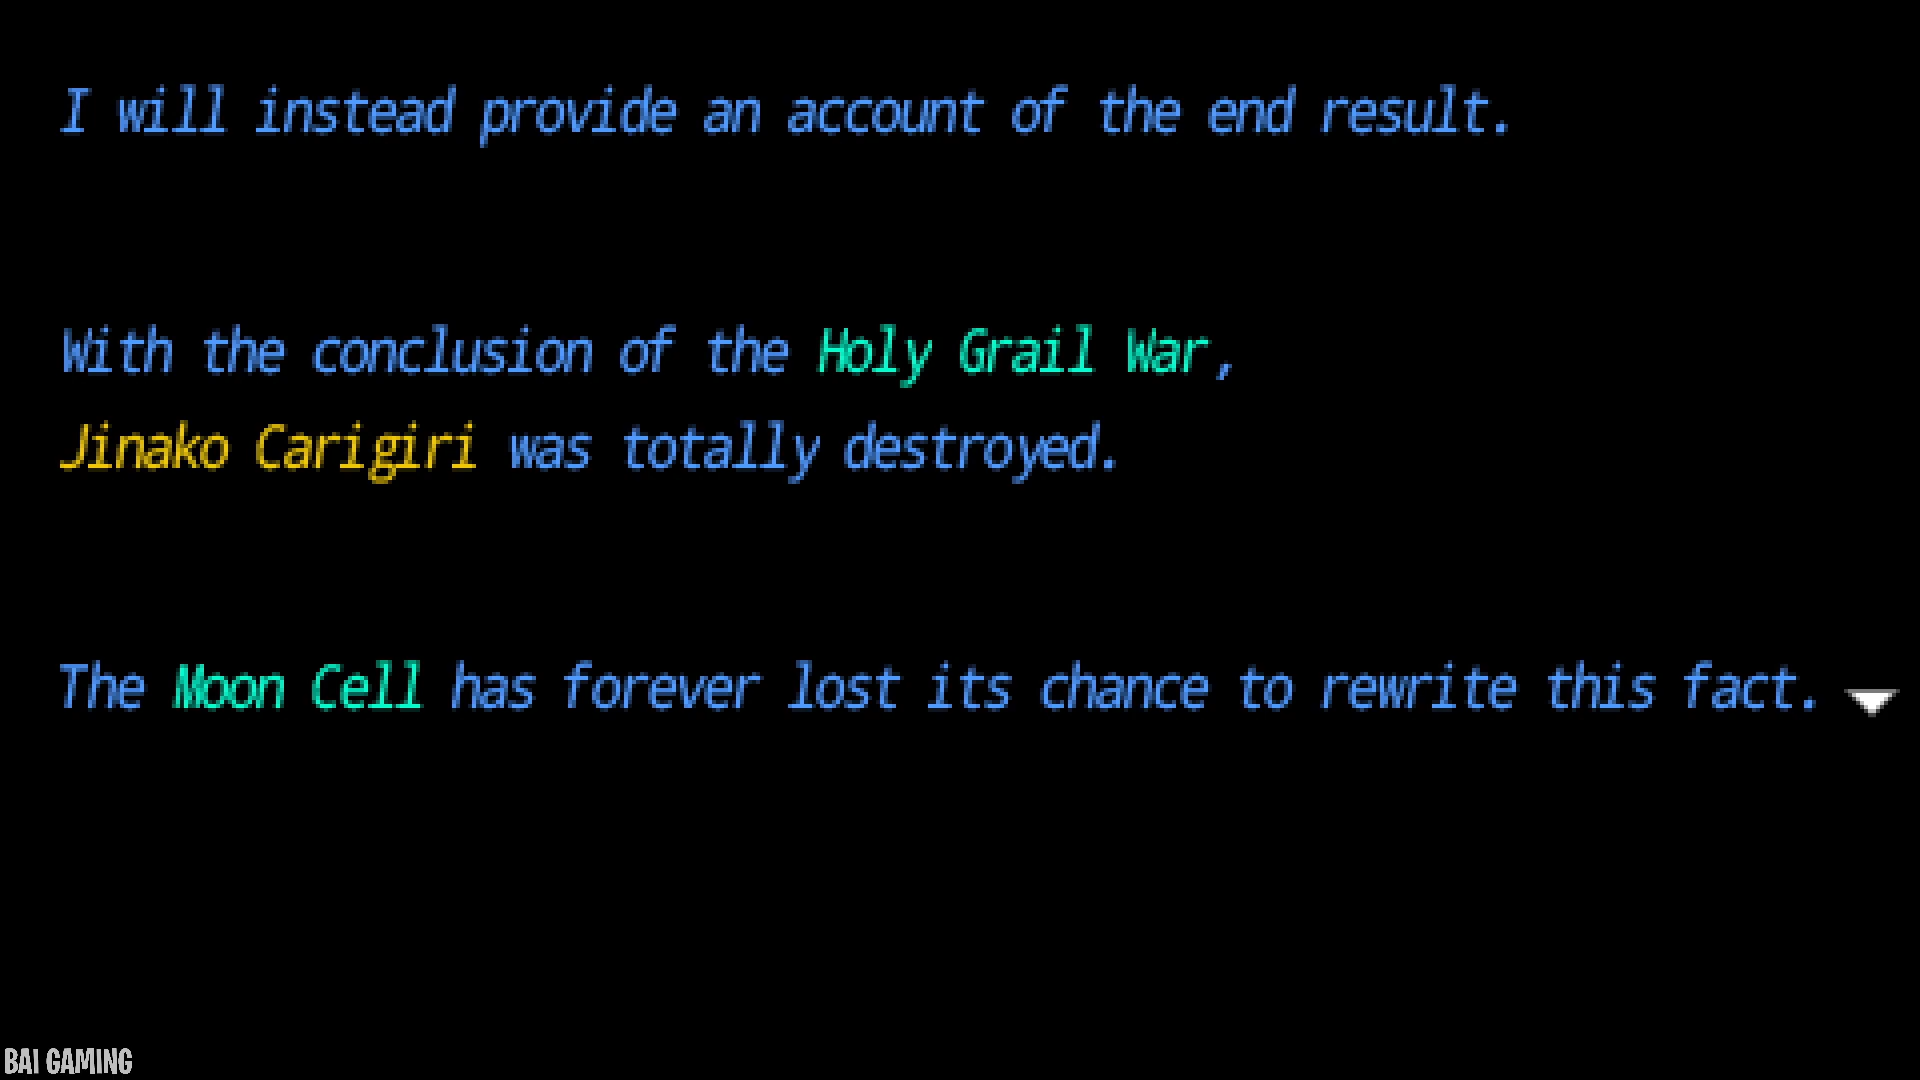 I will instead provide an account of the end result.
With the conclusion of the Holy Grail War,
Jinako Carigiri was totally destroyed.
The Moon Cell has forever lost its chance to rewrite this fact.
BAI GAMING